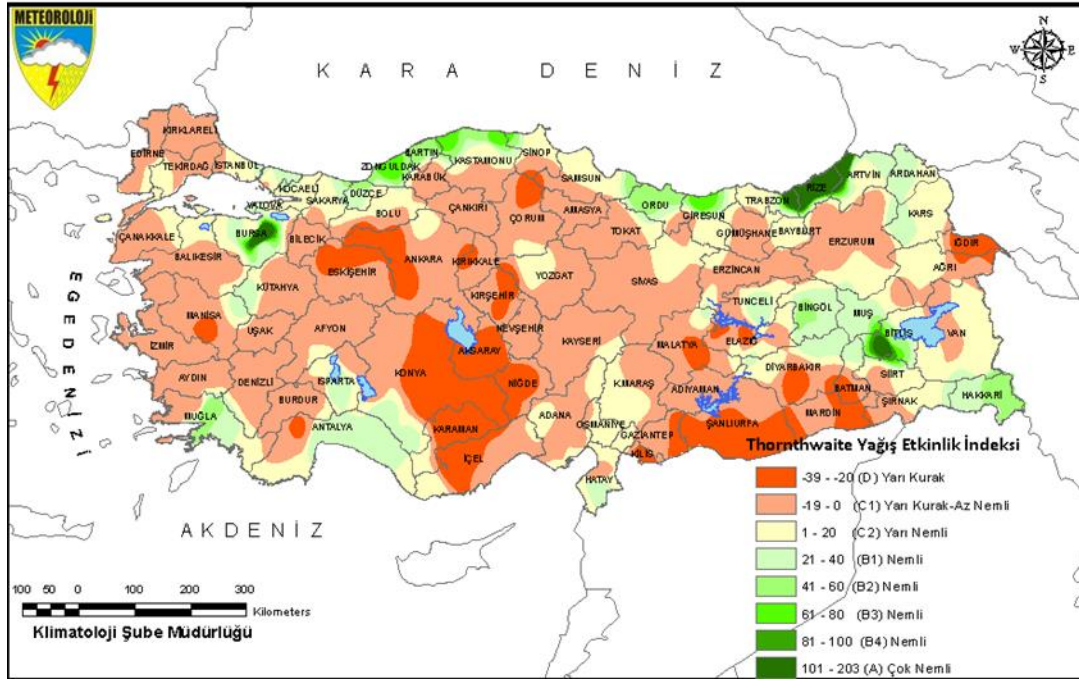 METEOROLOJİ
N
W E
S
KARA DENİZ
KIRKLARELİ
EDİRNE
TEKİRDAĞ
İSTANBUL
KOCAELİ
YALOVA
SAKARYA
DÜZCE
ZONGULDAK
BARTIN
KARABÜK
KASTAMONU
SİNOP
SAMSUN
BOLU
ÇANKIRI
ÇORUM
AMASYA
TOKAT
ORDU
GİRESUN
TRABZON
RİZE
ARTVİN
ARDAHAN
KARS
GÜMÜŞHANE
BAYBURT
ERZURUM
IĞDIR
AĞRI
ÇANAKKALE
BALIKESİR
BURSA
BİLECİK
ESKİŞEHİR
ANKARA
KIRIKKALE
KIRŞEHİR
YOZGAT
SİVAS
ERZİNCAN
TUNCELİ
BİNGÖL
MUŞ
BİTLİS
VAN
KÜTAHYA
MANİSA
UŞAK
AFYON
İZMİR
AYDIN
DENİZLİ
BURDUR
ISPARTA
KONYA
AKSARAY
NEVŞEHİR
KAYSERİ
NİĞDE
MALATYA
ELAZIĞ
DİYARBAKIR
BATMAN
SİİRT
ŞIRNAK
HAKKARİ
MUĞLA
ANTALYA
KARAMAN
İÇEL
ADANA
OSMANİYE
K.MARAŞ
ADIYAMAN
GAZİANTEP
KİLİS
ŞANLIURFA
MARDİN
HATAY
EGE DENİZİ
AKDENİZ
Thornthwaite Yağış Etkinlik İndeksi
-39 - -20 (D) Yarı Kurak
-19 - 0 (C1) Yarı Kurak-Az Nemli
1 - 20 (C2) Yarı Nemli
21 - 40 (B1) Nemli
41 - 60 (B2) Nemli
61 - 80 (B3) Nemli
81 - 100 (B4) Nemli
101 - 203 (A) Çok Nemli
100 50 0 100 200 300
Kilometers
Klimatoloji Şube Müdürlüğü